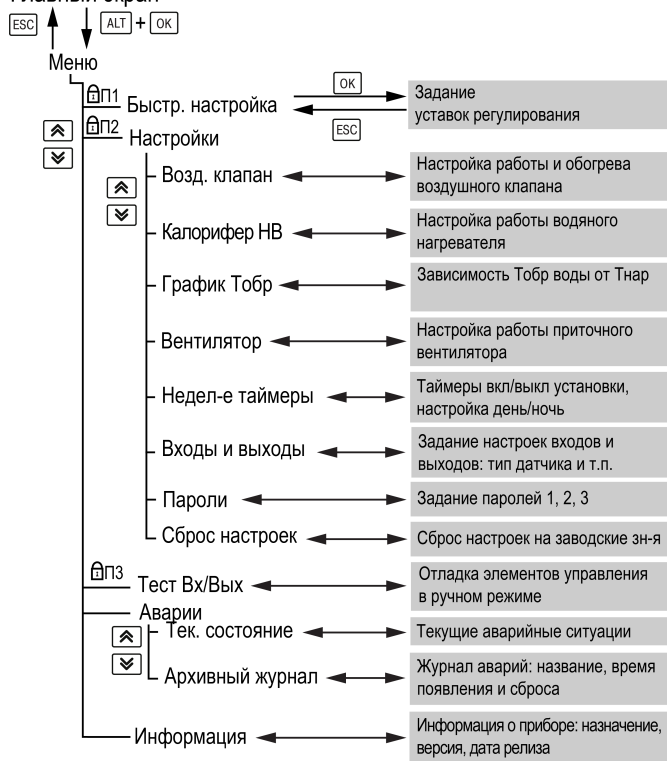 Главный экран
ESC
ALT + OK
Меню
П1
Быстр. настройка
OK
ESC
Задание
уставок регулирования
П2
Настройки
Возд. клапан
Настройка работы и обогрева
воздушного клапана
Калорифер НВ
Настройка работы водяного
нагревателя
График Тобр
Зависимость Тобр воды от Тнар
Вентилятор
Настройка работы приточного
вентилятора
Недел-е таймеры
Таймеры вкл/выкл установки,
настройка день/ночь
Входы и выходы
Задание настроек входов и
выходов: тип датчика и т.п.
Пароли
Задание паролей 1, 2, 3
Сброс настроек
Сброс настроек на заводские зн-я
П3
Тест Вх/Вых
Отладка элементов управления
в ручном режиме
Аварии
Тек. состояние
Текущие аварийные ситуации
Архивный журнал
Журнал аварий: название, время
появления и сброса
Информация
Информация о приборе: назначение,
версия, дата релиза